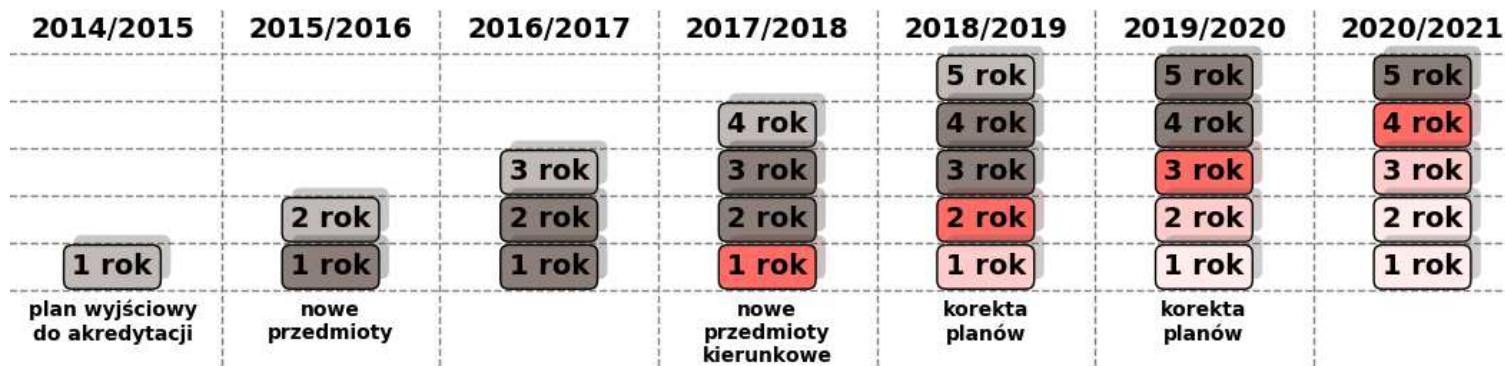 2014/2015 2015/2016 2016/2017 2017/2018 2018/2019 2019/2020 2020/2021
5 rok 5 rok 5 rok
4 rok 4 rok 4 rok 4 rok
3 rok 3 rok 3 rok 3 rok 3 rok
2 rok 2 rok 2 rok 2 rok 2 rok 2 rok
1 rok 1 rok 1 rok 1 rok 1 rok 1 rok 1 rok
plan wyjściowy
do akredytacji
nowe
przedmioty
nowe
przedmioty
kierunkowe
korekta
planów
korekta
planów